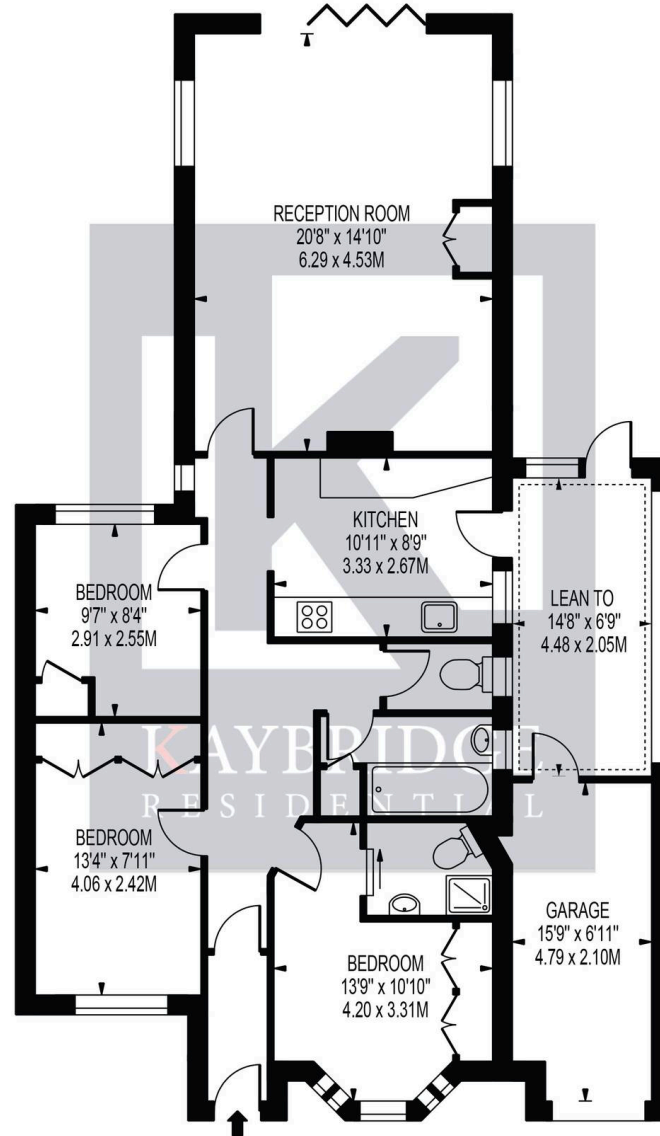 RECEPTION ROOM
20'8" x 14'10"
6.29 x 4.53M
KITCHEN
10'11" x 8'9"
3.33 x 2.67M
BEDROOM
9'7" x 8'4"
2.91 x 2.55M
LEAN TO
14'8" x 6'9"
4.48 x 2.05M
KAYBRIDGE
RESIDENTIAL
BEDROOM
13'4" x 7'11"
4.06 x 2.42M
GARAGE
15'9" x 6'11"
4.79 x 2.10M
BEDROOM
13'9" x 10'10"
4.20 x 3.31M